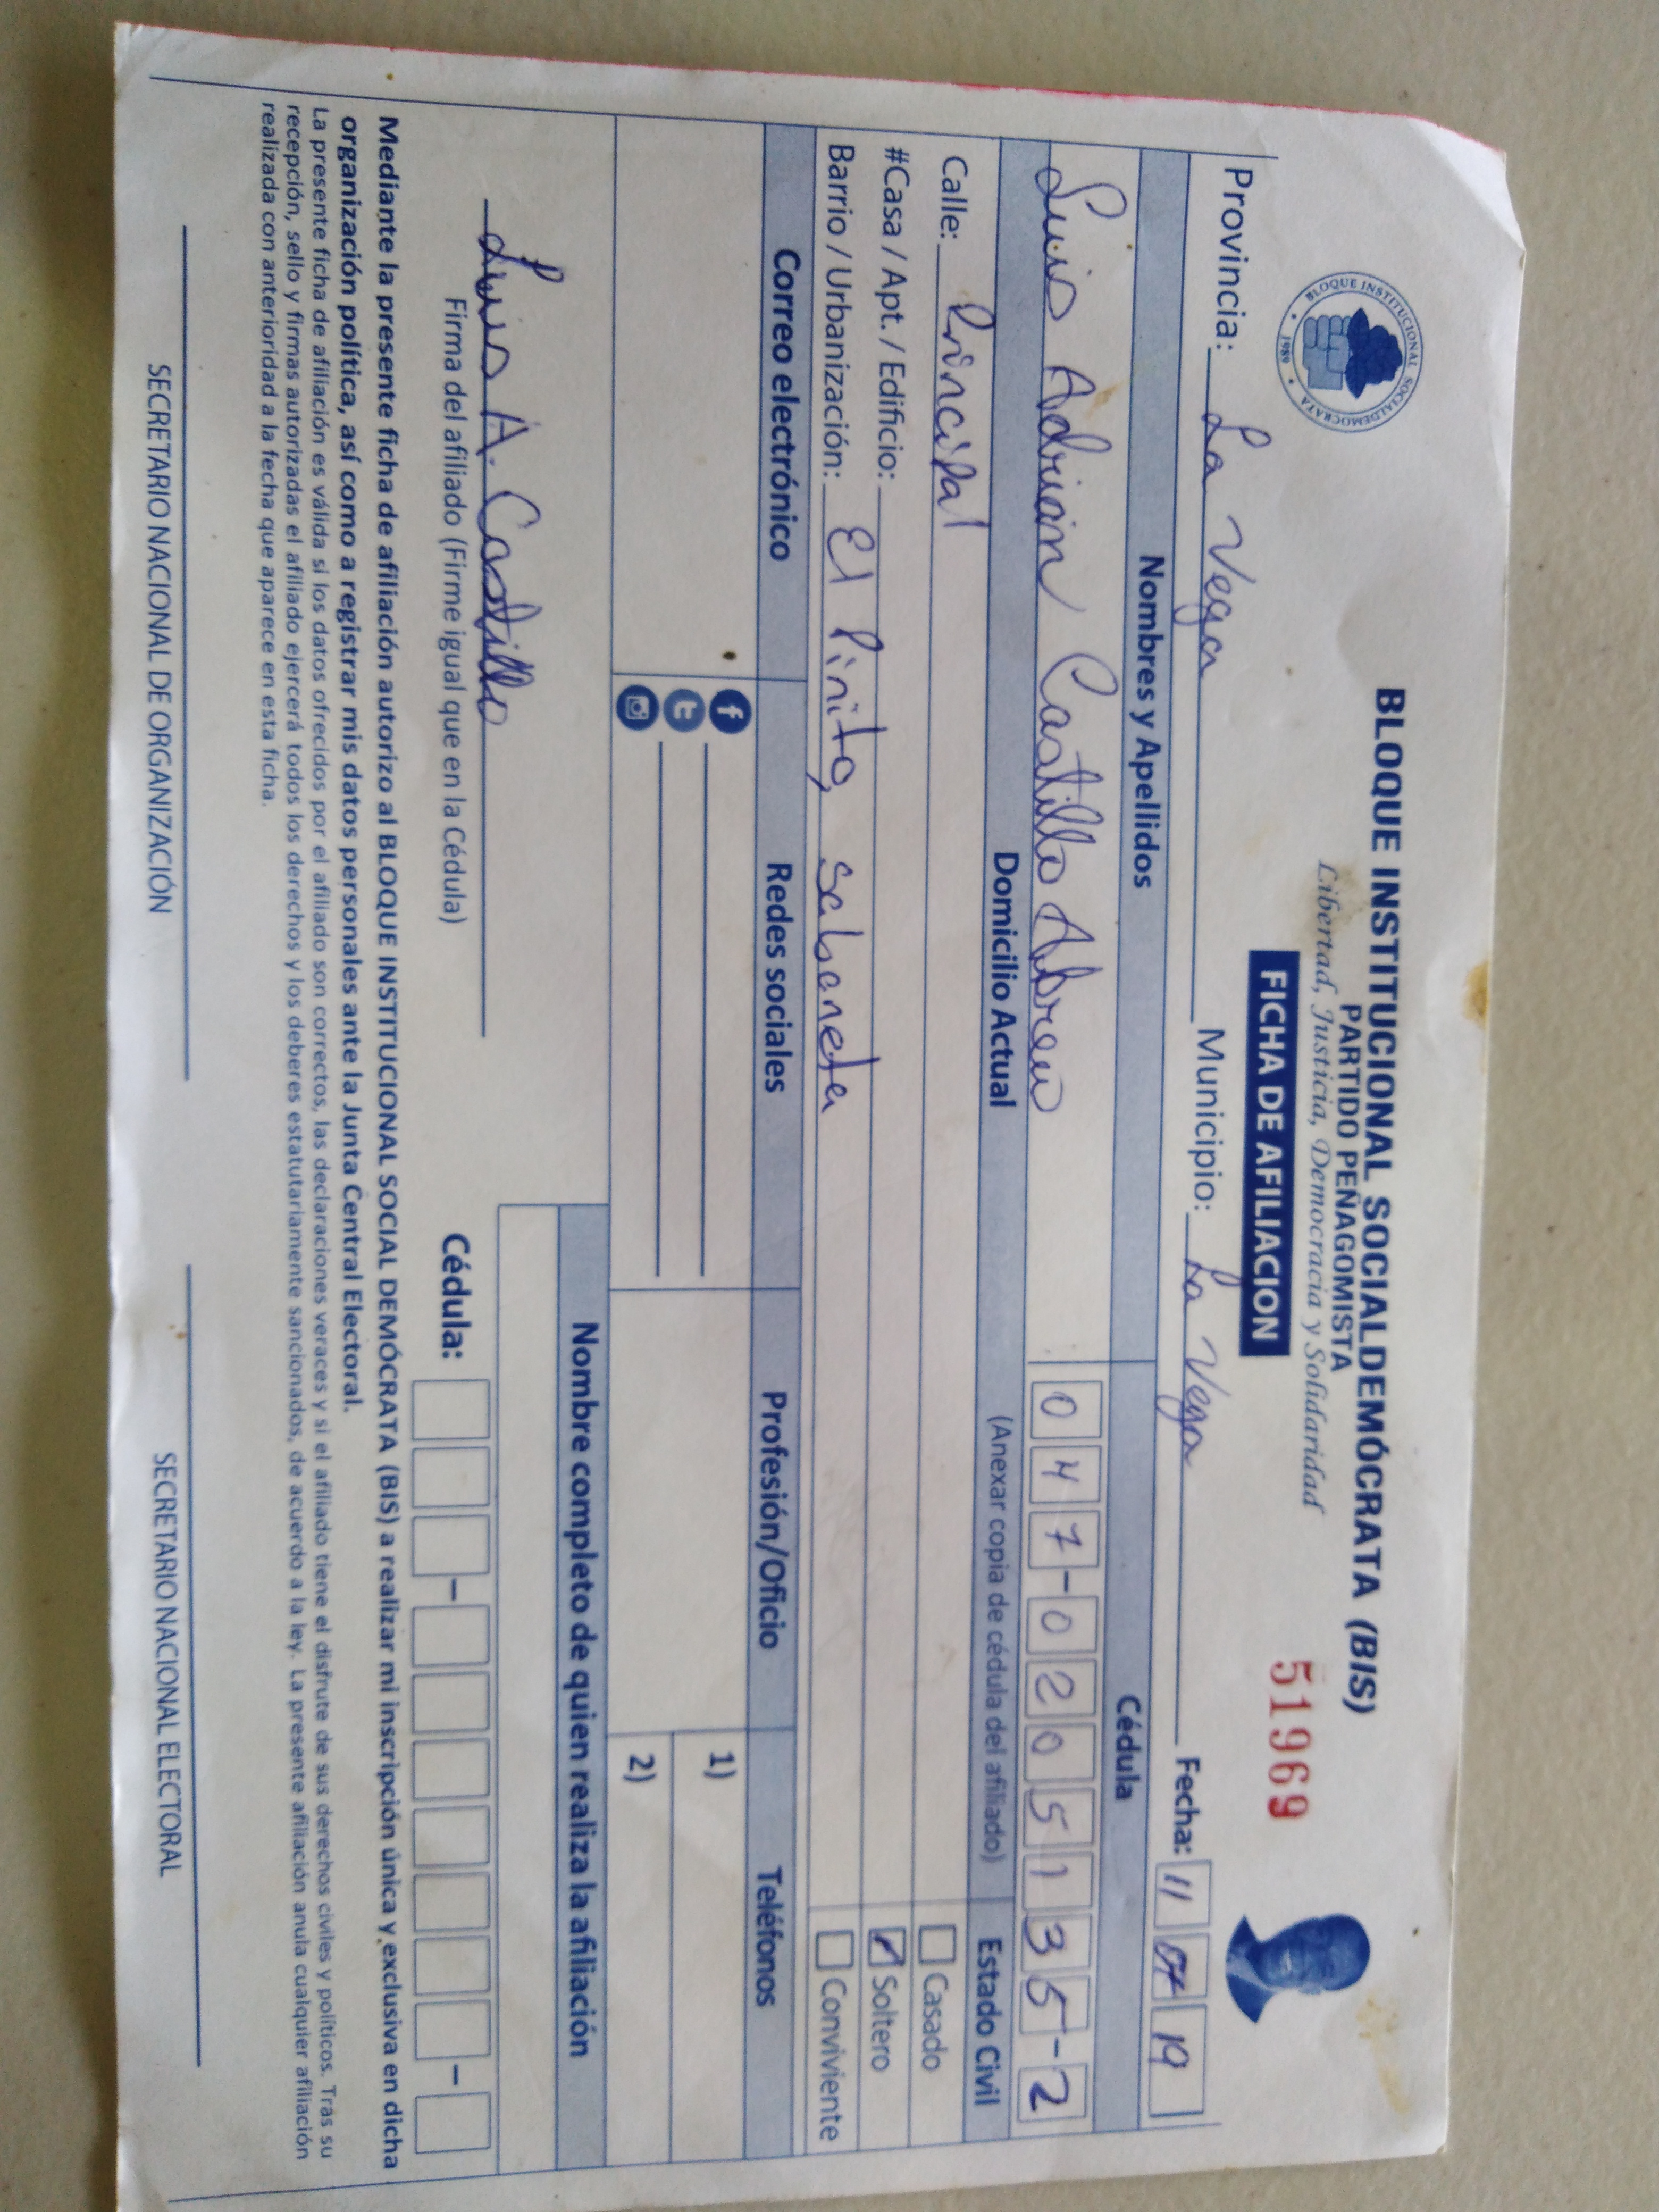 BLOQUE INSTITUCIONAL SOCIALDEMÓCRATA (BIS)
PARTIDO PEÑAGOMISTA
Libertad, Justicia, Democracia y Solidaridad
BLOQUE INSTITUCIONAL SOCIALDEMOCRATA
1989
FICHA DE AFILIACION
51969
Provincia: La Vega Municipio: La Vega Fecha: 11 07 19
Nombres y Apellidos Cédula
Luis Adrian Castillo Abreu 047-0205135-2
Domicilio Actual (Anexar copia de cédula del afiliado) Estado Civil
Calle: Principal Casado
#Casa / Apt. / Edificio: Soltero
Barrio / Urbanización: El Pinito, Sabaneta Conviviente
Correo electrónico Redes sociales Profesión/Oficio Teléfonos
1)
2)
Nombre completo de quien realiza la afiliación
Luis A. Castillo
Firma del afiliado (Firme igual que en la Cédula) Cédula:
Mediante la presente ficha de afiliación autorizo al BLOQUE INSTITUCIONAL SOCIAL DEMÓCRATA (BIS) a realizar mi inscripción única y exclusiva en dicha
organización política, así como a registrar mis datos personales ante la Junta Central Electoral.
La presente ficha de afiliación es válida si los datos ofrecidos por el afiliado son correctos, las declaraciones veraces y si el afiliado tiene el disfrute de sus derechos civiles y políticos. Tras su
recepción, sello y firmas autorizadas el afiliado ejercerá todos los derechos y los deberes estatutariamente sancionados, de acuerdo a la ley. La presente afiliación anula cualquier afiliación
realizada con anterioridad a la fecha que aparece en esta ficha.
SECRETARIO NACIONAL DE ORGANIZACIÓN SECRETARIO NACIONAL ELECTORAL